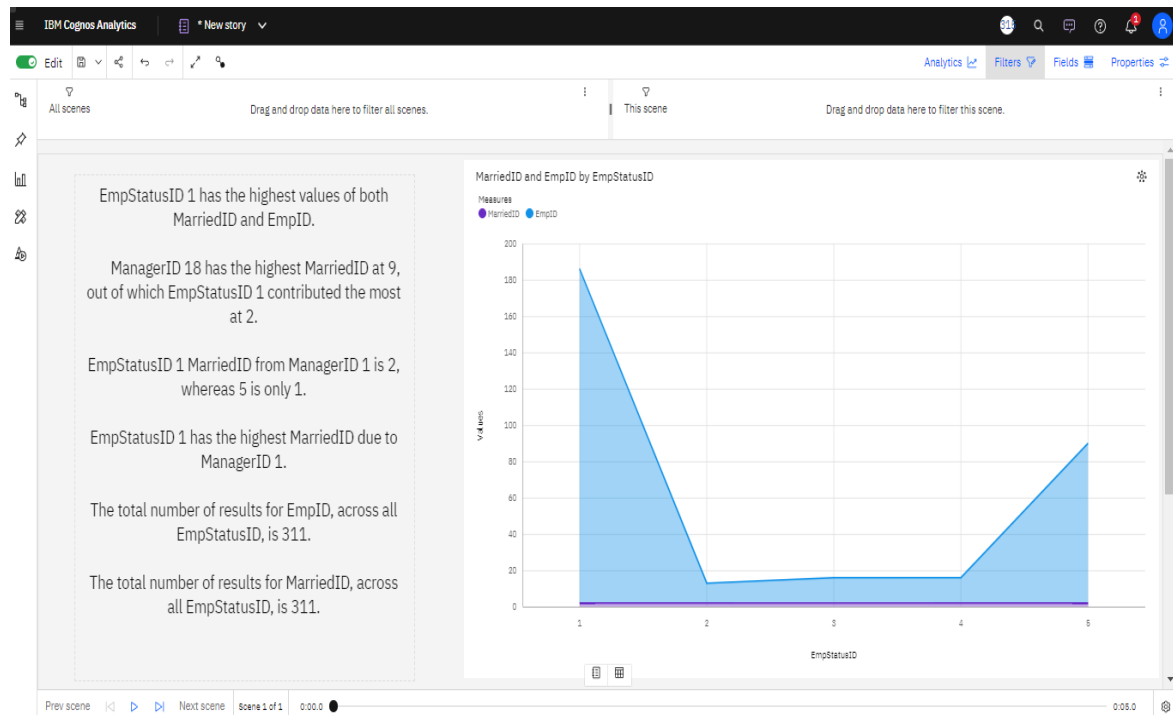 IBM Cognos Analytics
* New story
1
Edit
Analytics
Filters
Fields
Properties
All scenes
Drag and drop data here to filter all scenes.
This scene
Drag and drop data here to filter this scene.
EmpStatusID 1 has the highest values of both
MarriedID and EmpID.
ManagerID 18 has the highest MarriedID at 9,
out of which EmpStatusID 1 contributed the most
at 2.
EmpStatusID 1 MarriedID from ManagerID 1 is 2,
whereas 5 is only 1.
EmpStatusID 1 has the highest MarriedID due to
ManagerID 1.
The total number of results for EmpID, across all
EmpStatusID, is 311.
The total number of results for MarriedID, across
all EmpStatusID, is 311.
MarriedID and EmpID by EmpStatusID
Measures
MarriedID EmpID
Values
200
180
160
140
120
100
80
60
40
20
0
1 2 3 4 5
EmpStatusID
Prev scene
Next scene
Scene 1 of 1
0:00.0
0:05.0